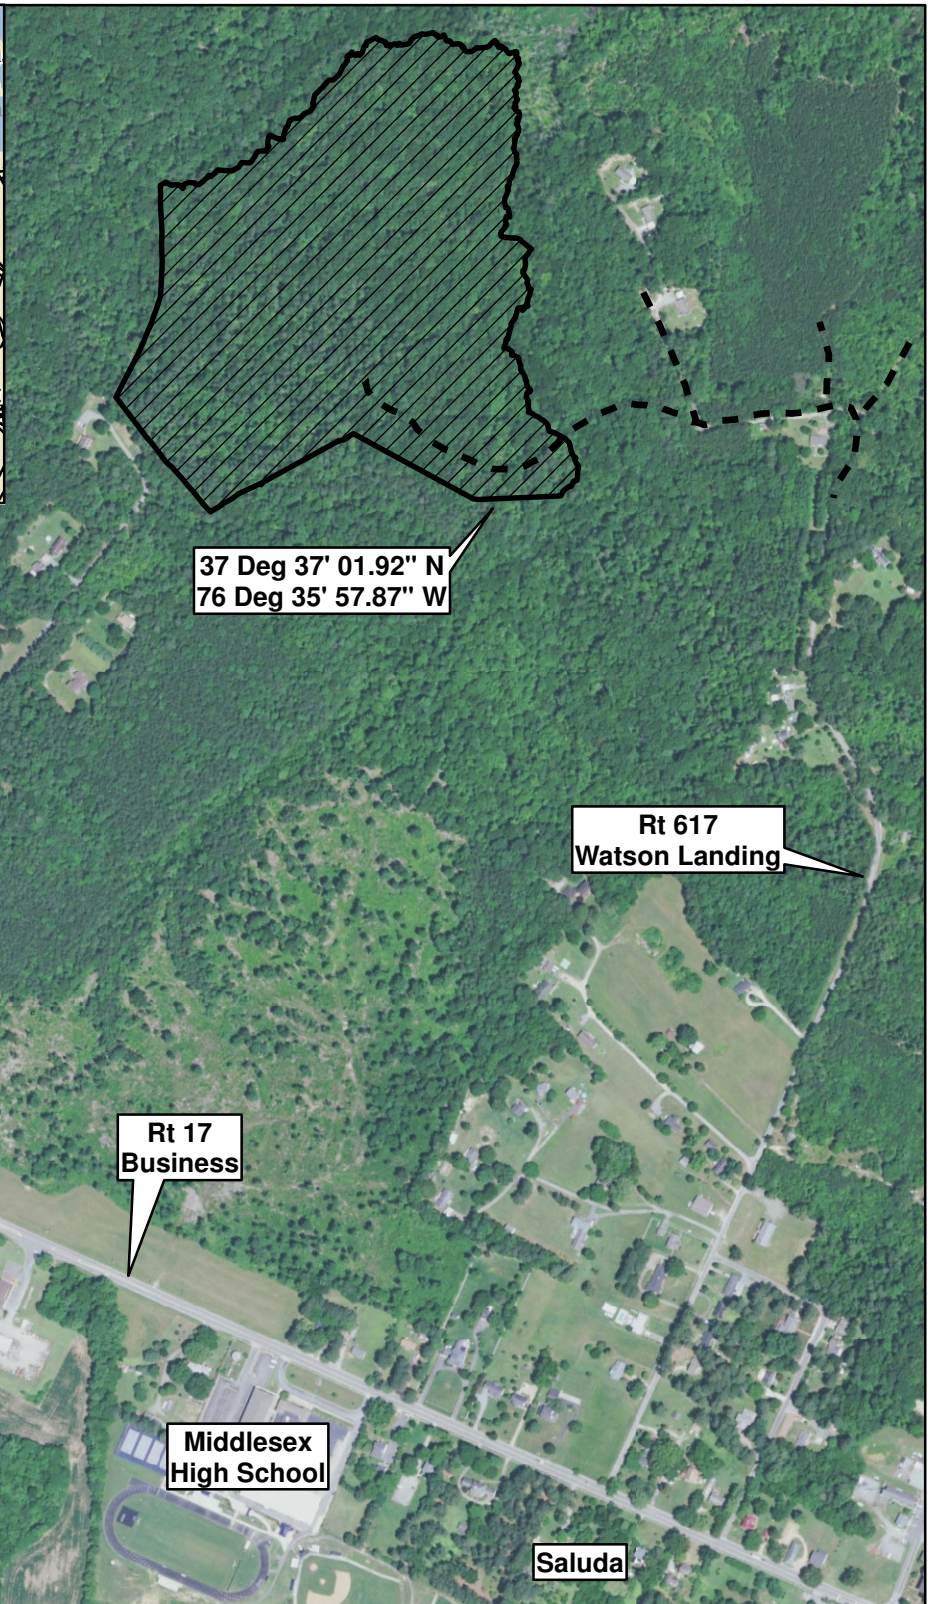 37 Deg 37' 01.92" N
76 Deg 35' 57.87" W
Rt 617
Watson Landing
Rt 17
Business
Middlesex
High School
Saluda